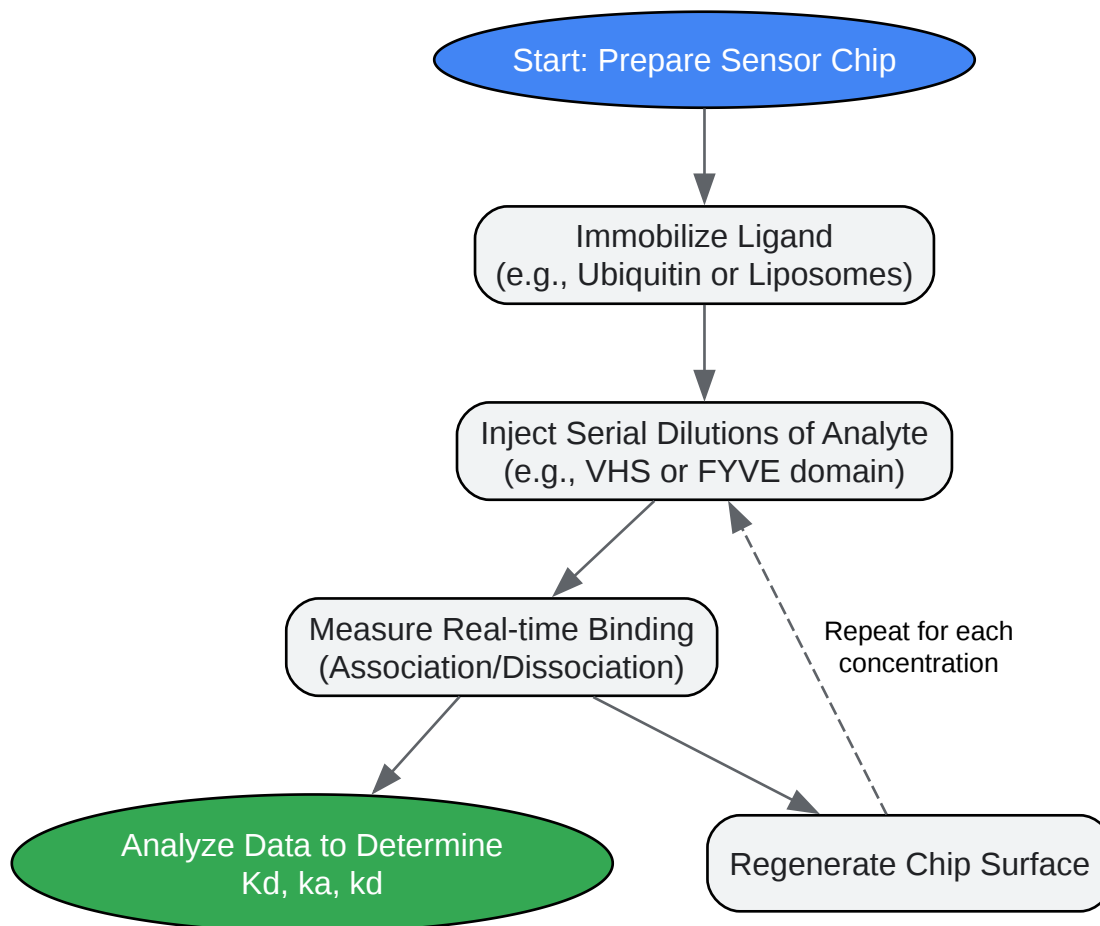 Start: Prepare Sensor Chip
Immobilize Ligand
(e.g., Ubiquitin or Liposomes)
Inject Serial Dilutions of Analyte
(e.g., VHS or FYVE domain)
Measure Real-time Binding
(Association/Dissociation)
Repeat for each
concentration
Analyze Data to Determine
Kd, ka, kd
Regenerate Chip Surface